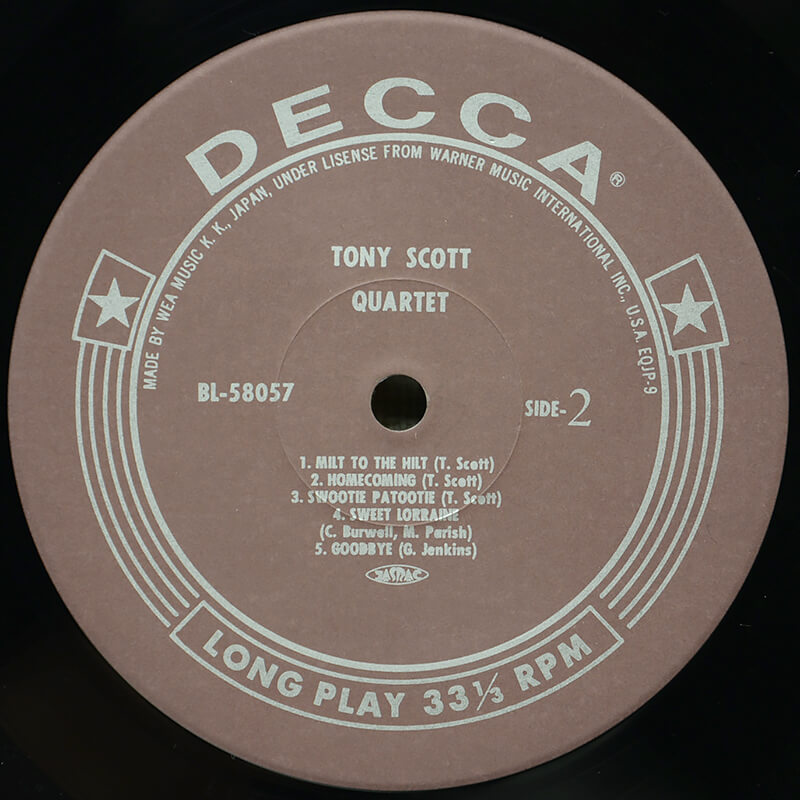 DECCA®
MADE BY WEA MUSIC K. K., JAPAN, UNDER LISENSE FROM WARNER MUSIC INTERNATIONAL INC., U.S.A. EQJP-9
TONY SCOTT
QUARTET
BL-58057
SIDE-2
1. MILT TO THE HILT (T. Scott)
2. HOMECOMING (T. Scott)
3. SWOOTIE PATOOTIE (T. Scott)
4. SWEET LORRAINE
(C. Burwell, M. Parish)
5. GOODBYE (G. Jenkins)
JASRAC
LONG PLAY 33⅓ RPM